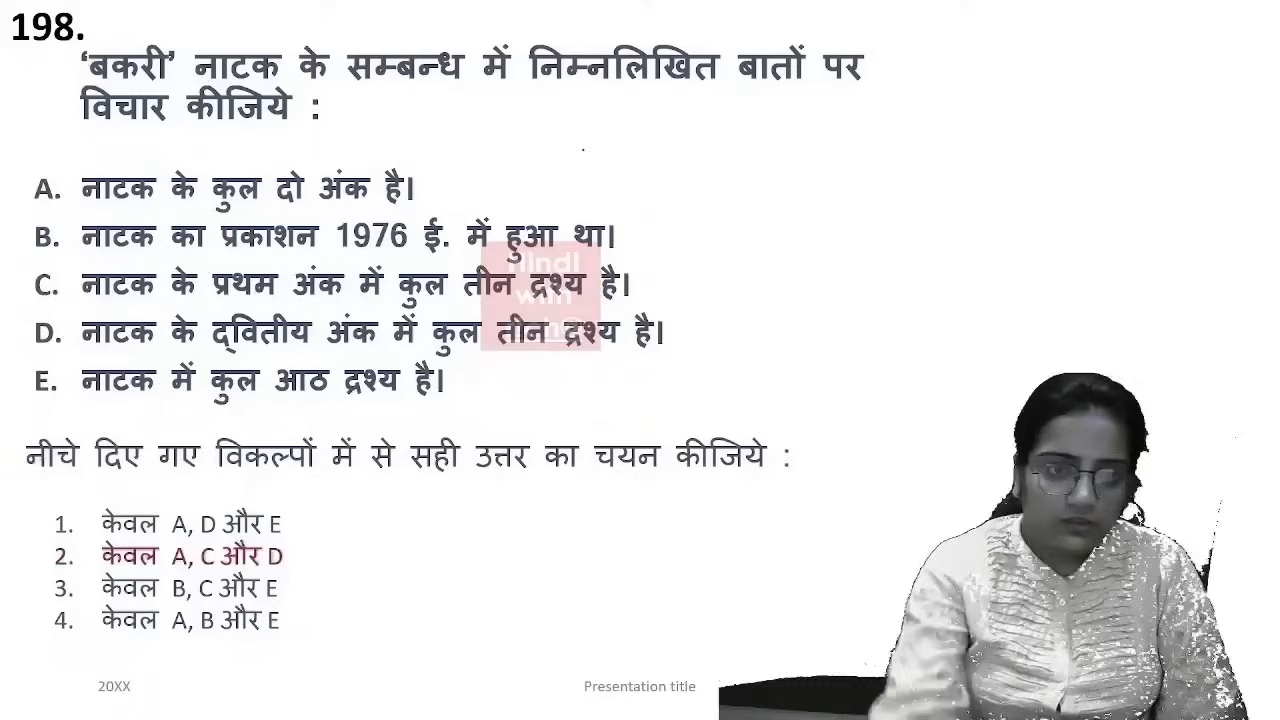 198.
‘बकरी’ नाटक के सम्बन्ध में निम्नलिखित बातों पर
विचार कीजिये :
A. नाटक के कुल दो अंक है।
B. नाटक का प्रकाशन 1976 ई. में हुआ था।
C. नाटक के प्रथम अंक में कुल तीन द्रश्य है।
D. नाटक के द्वितीय अंक में कुल तीन द्रश्य है।
E. नाटक में कुल आठ द्रश्य है।
नीचे दिए गए विकल्पों में से सही उत्तर का चयन कीजिये :
1. केवल A, D और E
2. केवल A, C और D
3. केवल B, C और E
4. केवल A, B और E
20XX
Presentation title